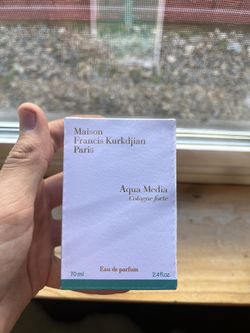 Maison
Francis Kurkdjian
Paris
Aqua Media
Cologne forte
Eau de parfum
70 ml 2.4 fl.oz